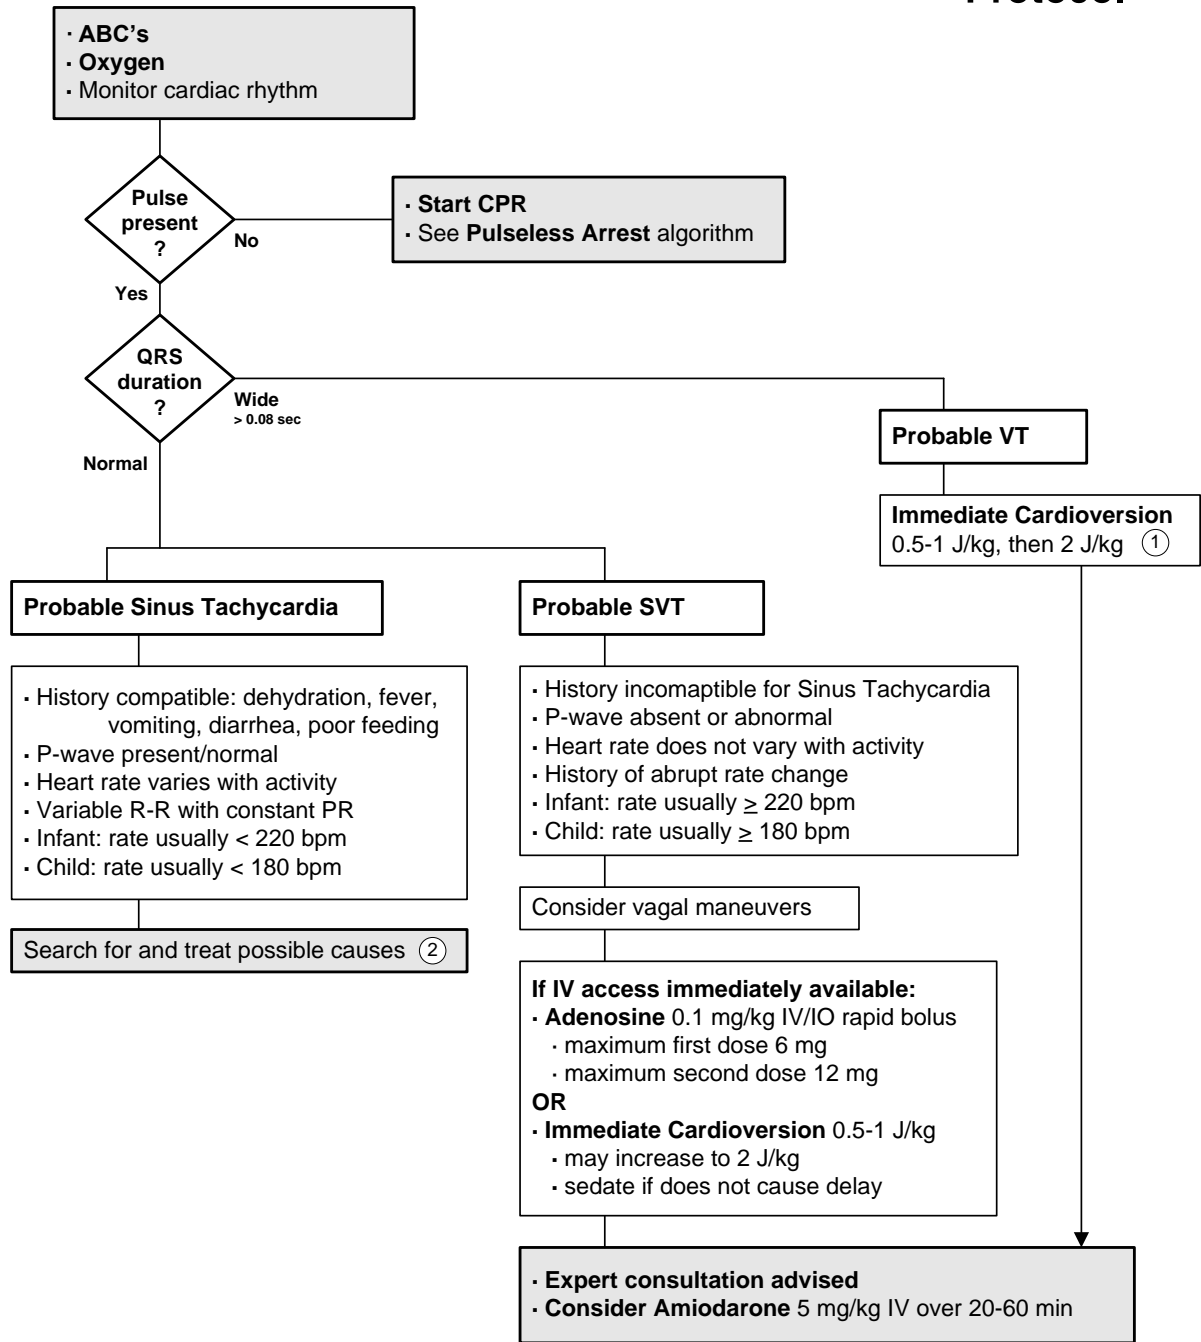 · ABC's
· Oxygen
· Monitor cardiac rhythm
Pulse
present
?
No
Yes
· Start CPR
· See Pulseless Arrest algorithm
QRS
duration
?
Wide
> 0.08 sec
Normal
Probable VT
Immediate Cardioversion
0.5-1 J/kg, then 2 J/kg 1
Probable Sinus Tachycardia
· History compatible: dehydration, fever,
vomiting, diarrhea, poor feeding
· P-wave present/normal
· Heart rate varies with activity
· Variable R-R with constant PR
· Infant: rate usually < 220 bpm
· Child: rate usually < 180 bpm
Search for and treat possible causes 2
Probable SVT
· History incomaptible for Sinus Tachycardia
· P-wave absent or abnormal
· Heart rate does not vary with activity
· History of abrupt rate change
· Infant: rate usually ≥ 220 bpm
· Child: rate usually ≥ 180 bpm
Consider vagal maneuvers
If IV access immediately available:
· Adenosine 0.1 mg/kg IV/IO rapid bolus
· maximum first dose 6 mg
· maximum second dose 12 mg
OR
· Immediate Cardioversion 0.5-1 J/kg
· may increase to 2 J/kg
· sedate if does not cause delay
· Expert consultation advised
· Consider Amiodarone 5 mg/kg IV over 20-60 min